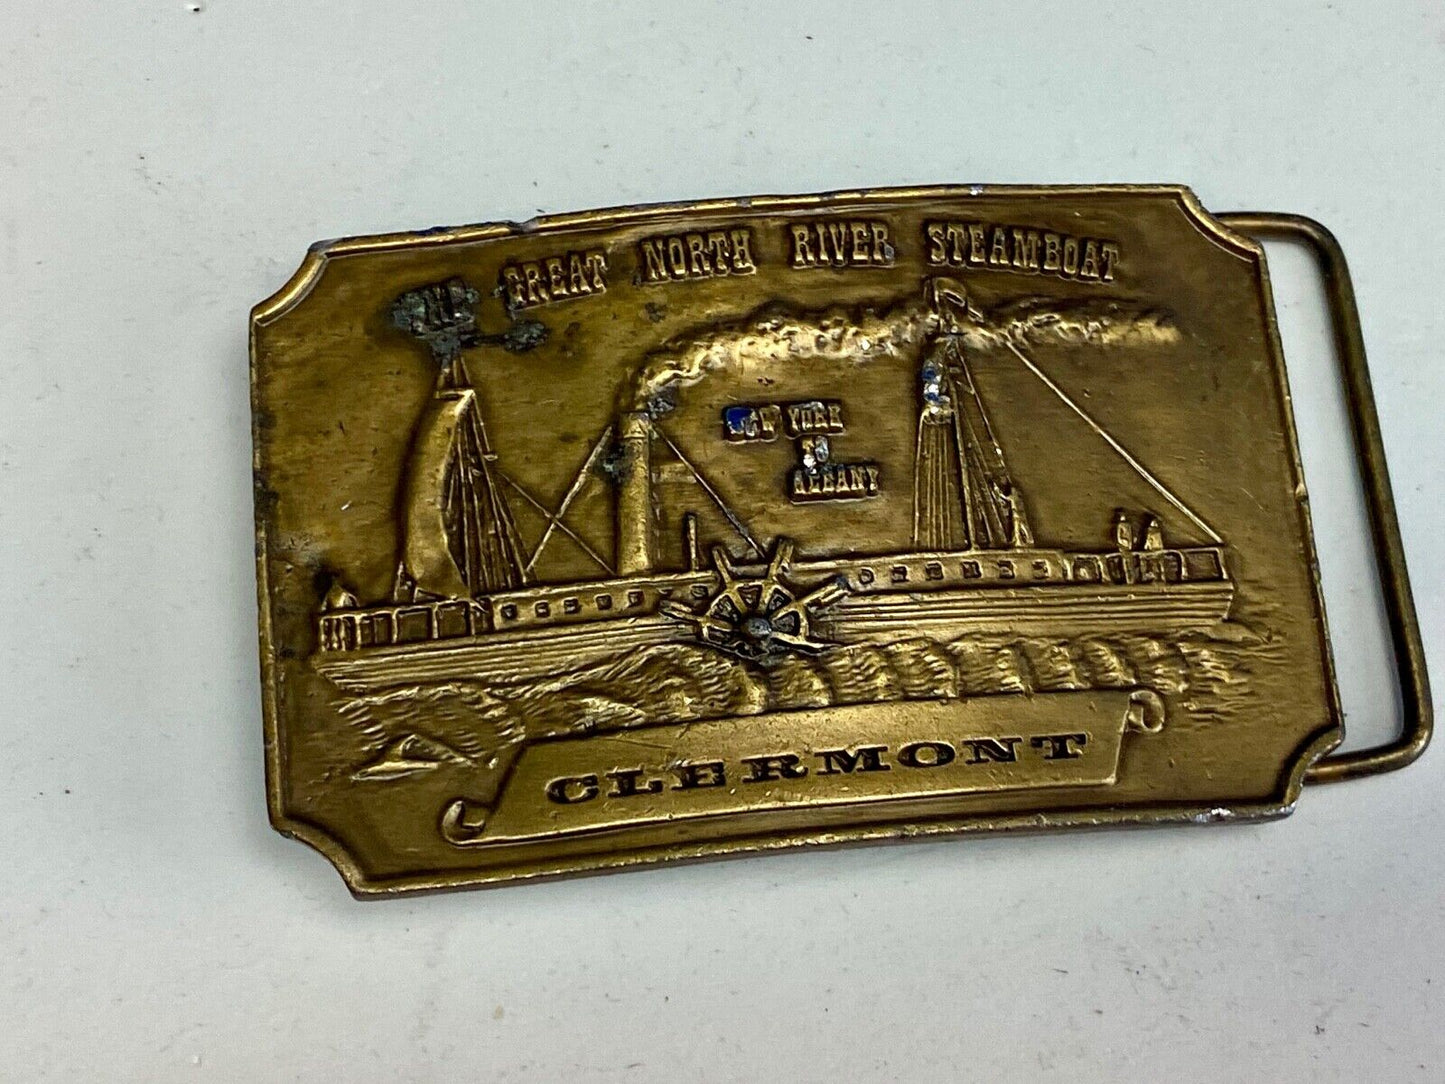 THE GREAT NORTH RIVER STEAMBOAT
NEW YORK
TO
ALBANY
CLERMONT